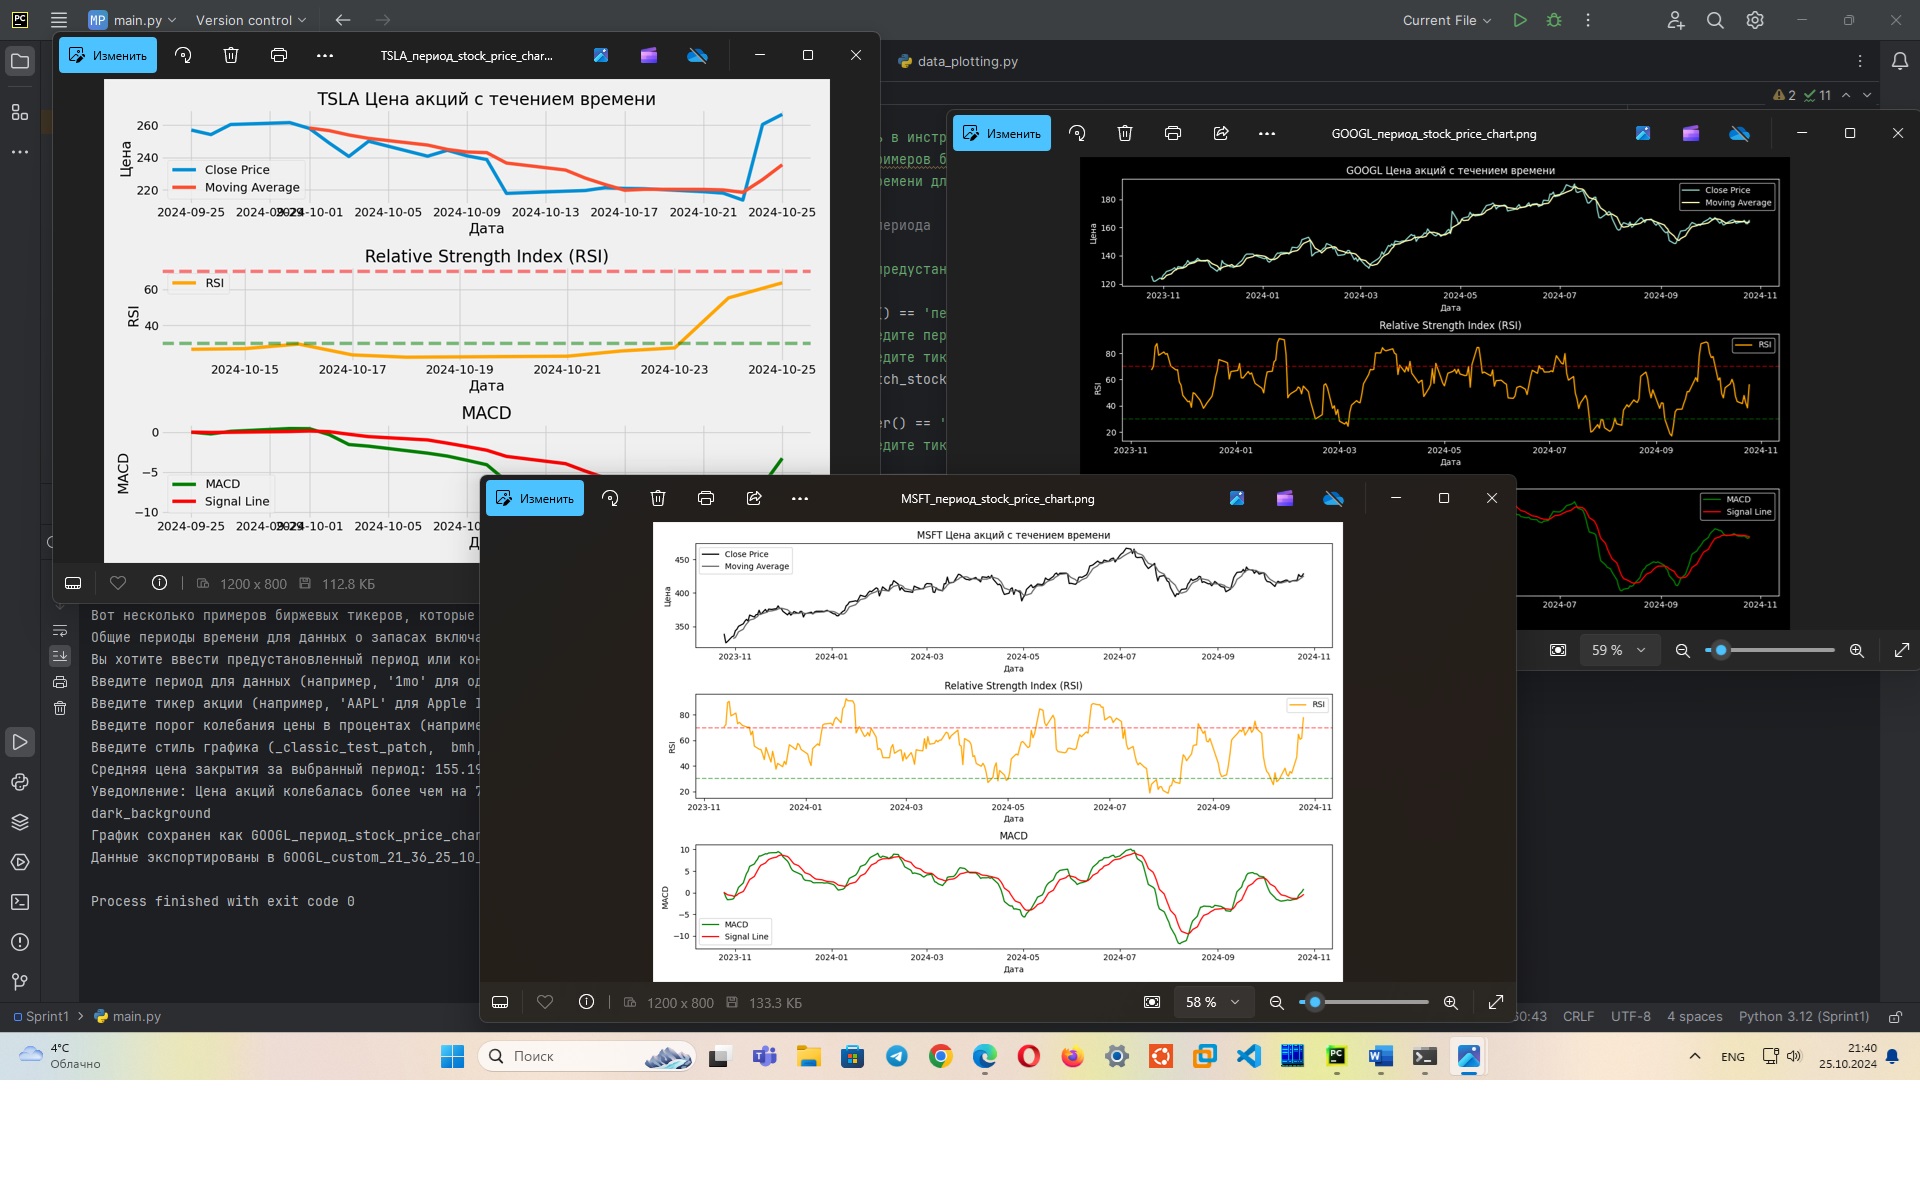 PC
MP main.py
Version control
Current File
data_plotting.py
2 11
Изменить
TSLA_период_stock_price_char...
TSLA Цена акций с течением времени
Цена
260
240
220
Close Price
Moving Average
2024-09-25 2024-10-01 2024-10-05 2024-10-09 2024-10-13 2024-10-17 2024-10-21 2024-10-25
Дата
Relative Strength Index (RSI)
RSI
60
40
RSI
2024-10-15 2024-10-17 2024-10-19 2024-10-21 2024-10-23 2024-10-25
Дата
MACD
MACD
0
−5
−10
MACD
Signal Line
2024-09-25 2024-10-01 2024-10-05
1200 x 800 112.8 КБ
ь в инстр
римеров б
емени дл
периода
предустан
) == 'пе
едите пер
едите тик
tch_stock
er() == '
едите тик
Изменить
GOOGL_период_stock_price_chart.png
GOOGL Цена акций с течением времени
Цена
180
160
140
120
Close Price
Moving Average
2023-11 2024-01 2024-03 2024-05 2024-07 2024-09 2024-11
Дата
Relative Strength Index (RSI)
RSI
80
60
40
20
RSI
2023-11 2024-01 2024-03 2024-05 2024-07 2024-09 2024-11
Дата
MACD
Signal Line
2024-07 2024-09 2024-11
59 %
Изменить
MSFT_период_stock_price_chart.png
MSFT Цена акций с течением времени
Цена
450
400
350
Close Price
Moving Average
2023-11 2024-01 2024-03 2024-05 2024-07 2024-09 2024-11
Дата
Relative Strength Index (RSI)
RSI
80
60
40
20
RSI
2023-11 2024-01 2024-03 2024-05 2024-07 2024-09 2024-11
Дата
MACD
MACD
10
5
0
−5
−10
MACD
Signal Line
2023-11 2024-01 2024-03 2024-05 2024-07 2024-09 2024-11
Дата
1200 x 800 133.3 КБ
58 %
Вот несколько примеров биржевых тикеров, которые
Общие периоды времени для данных о запасах включа
Вы хотите ввести предустановленный период или кон
Введите период для данных (например, '1mo' для од
Введите тикер акции (например, 'AAPL' для Apple I
Введите порог колебания цены в процентах (наприме
Введите стиль графика (_classic_test_patch, bmh,
Средняя цена закрытия за выбранный период: 155.19
Уведомление: Цена акций колебалась более чем на 7
dark_background
График сохранен как GOOGL_период_stock_price_char
Данные экспортированы в GOOGL_custom_21_36_25_10_
Process finished with exit code 0
Sprint1 main.py
60:43 CRLF UTF-8 4 spaces Python 3.12 (Sprint1)
4°C
Облачно
Поиск
ENG
21:40
25.10.2024